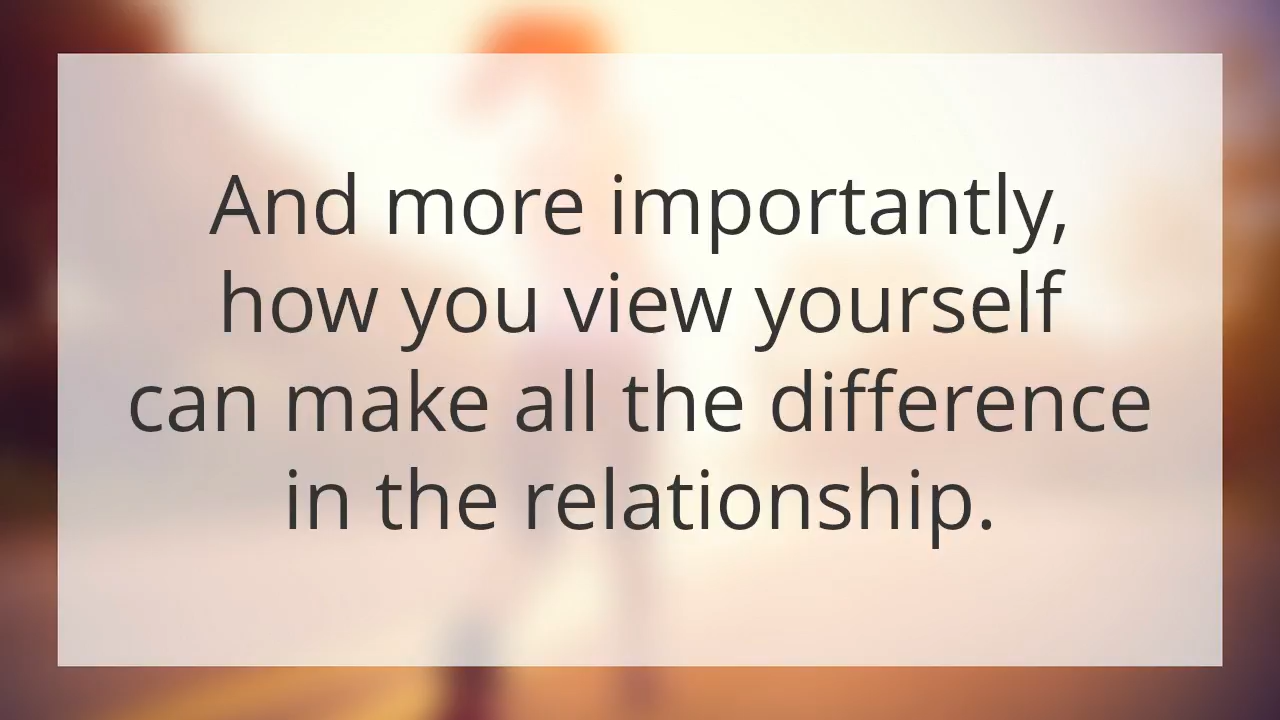 And more importantly,
how you view yourself
can make all the difference
in the relationship.